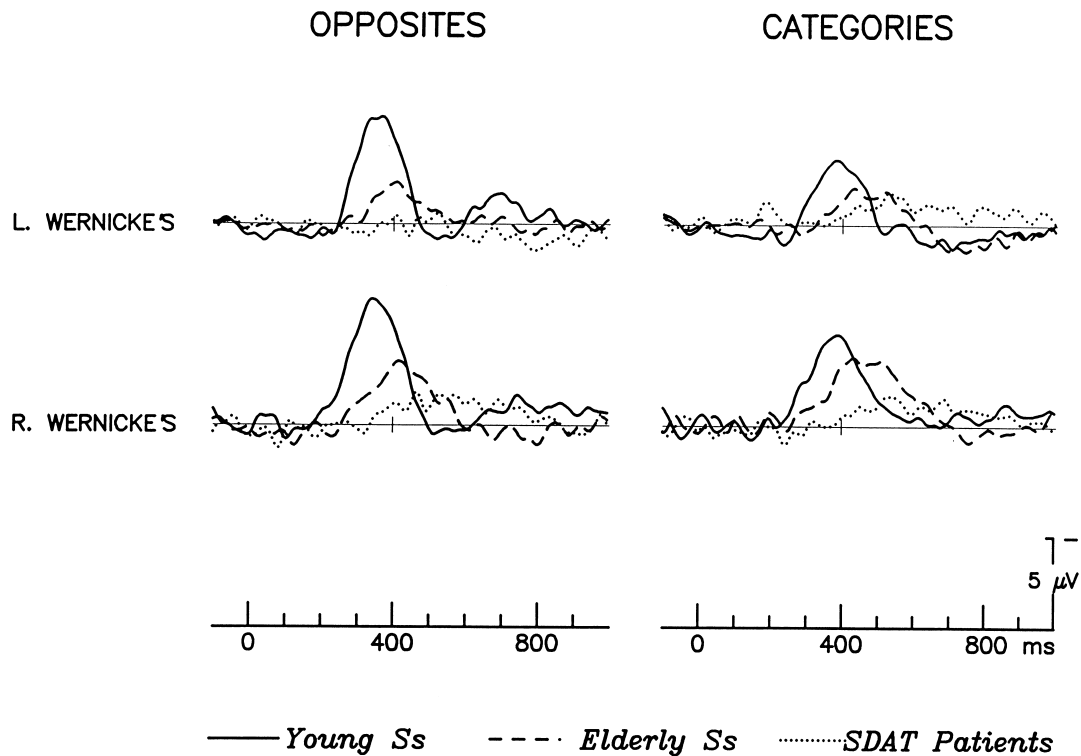 OPPOSITES CATEGORIES
L. WERNICKE'S
R. WERNICKE'S
5 μV
0 400 800 0 400 800 ms
Young Ss Elderly Ss SDAT Patients